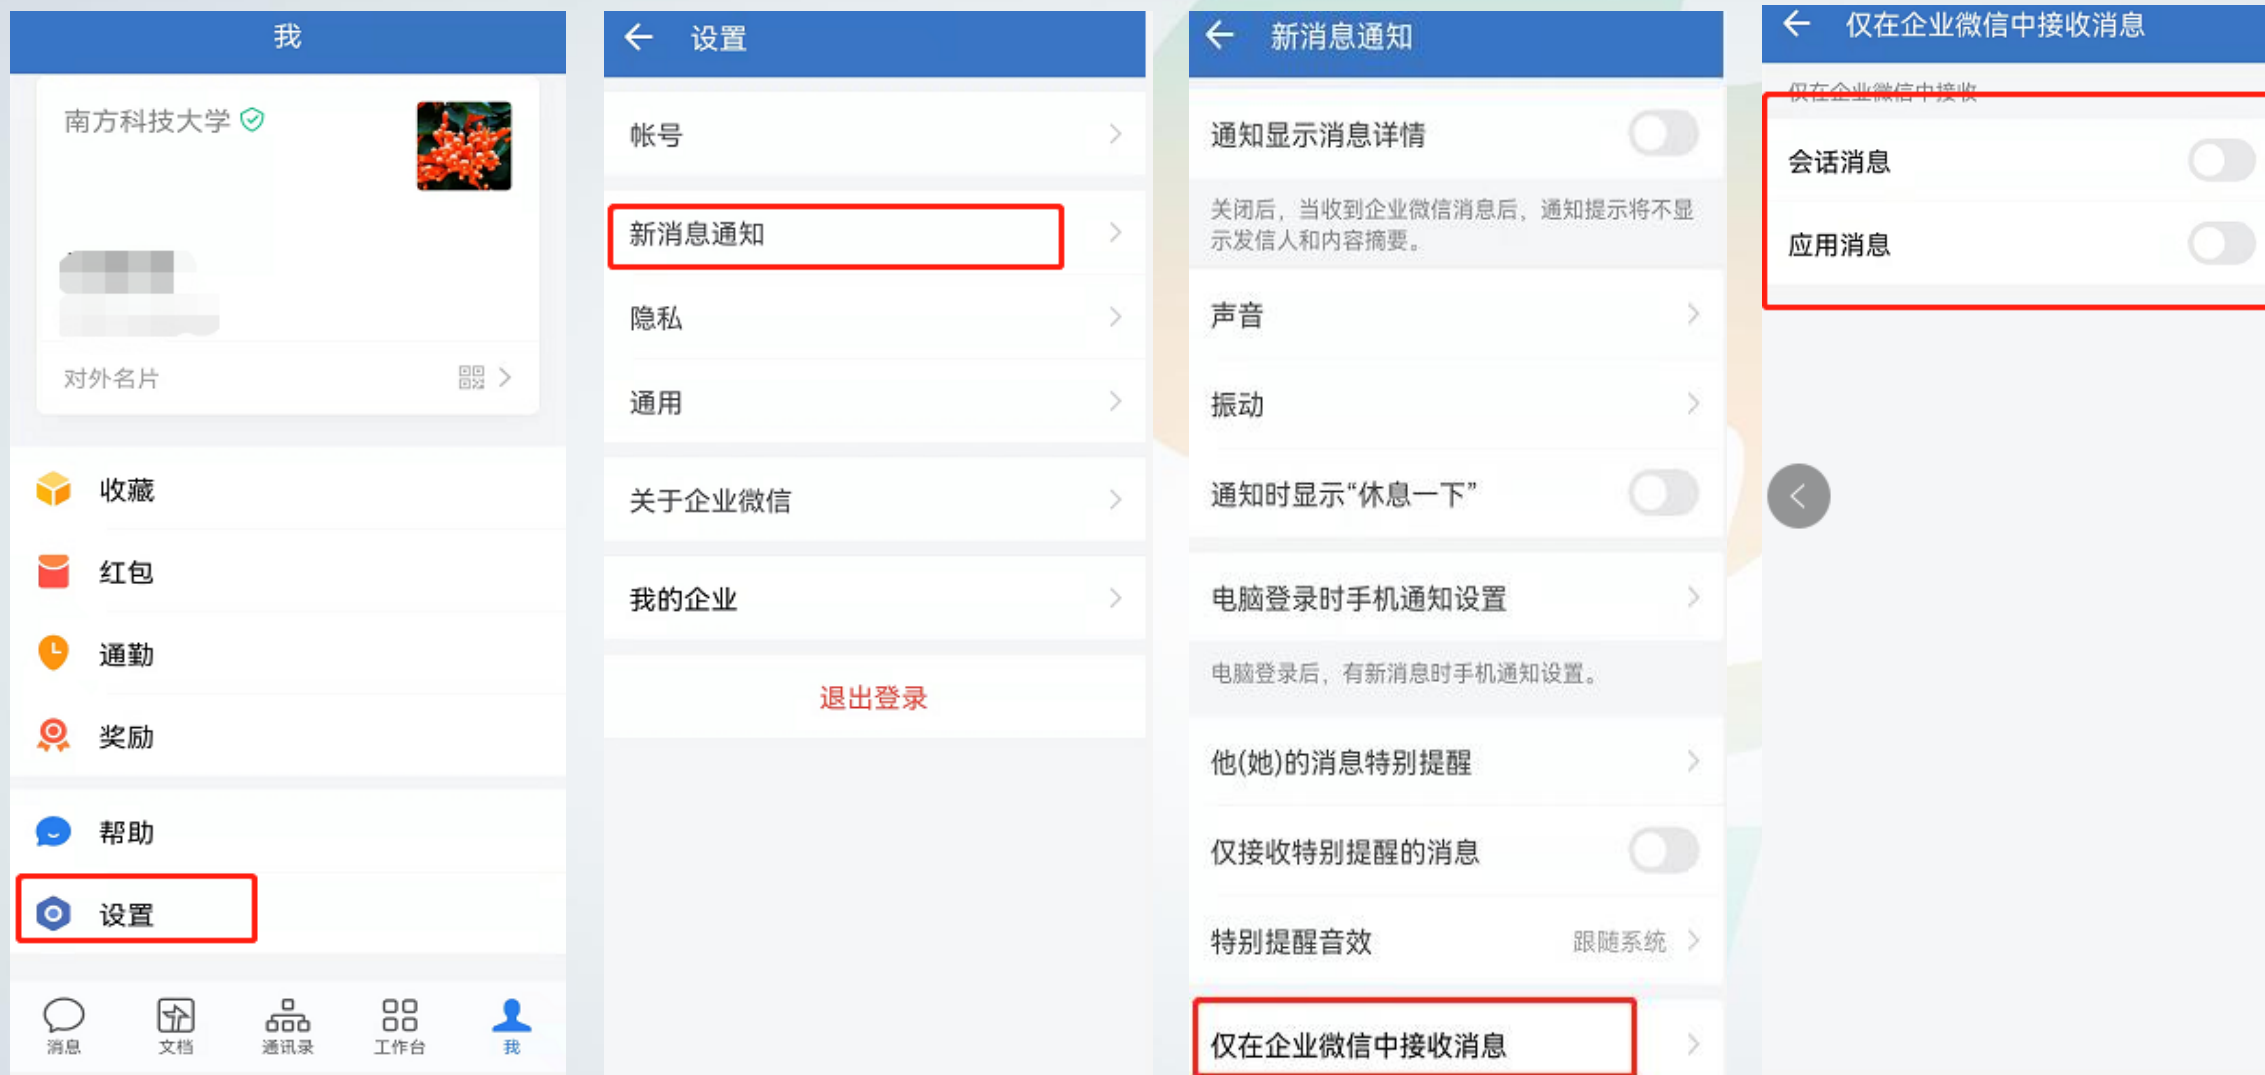 我
南方科技大学
对外名片
收藏
红包
通勤
奖励
帮助
设置
消息
文档
通讯录
工作台
我
设置
帐号
新消息通知
隐私
通用
关于企业微信
我的企业
退出登录
新消息通知
通知显示消息详情
关闭后，当收到企业微信消息后，通知提示将不显
示发信人和内容摘要。
声音
振动
通知时显示“休息一下”
电脑登录时手机通知设置
电脑登录后，有新消息时手机通知设置。
他(她)的消息特别提醒
仅接收特别提醒的消息
特别提醒音效
跟随系统
仅在企业微信中接收消息
仅在企业微信中接收消息
仅在企业微信中接收
会话消息
应用消息